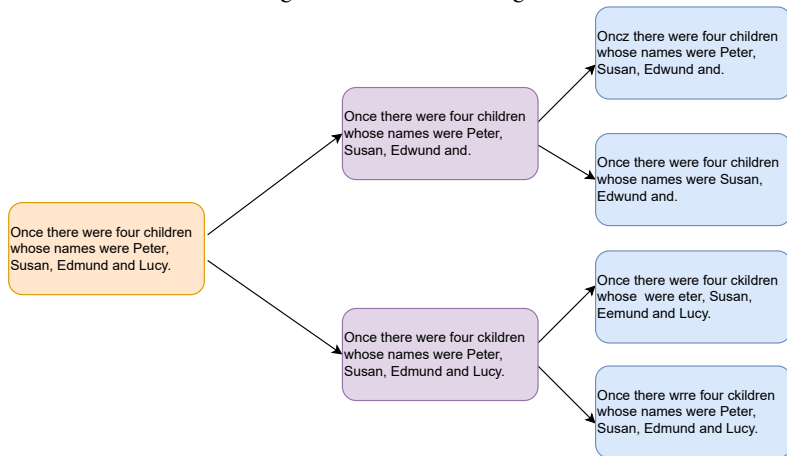 Oncz there were four children
whose names were Peter,
Susan, Edwund and.
Once there were four children
whose names were Peter,
Susan, Edwund and.
Once there were four children
whose names were Susan,
Edwund and.
Once there were four children
whose names were Peter,
Susan, Edmund and Lucy.
Once there were four ckildren
whose  were eter, Susan,
Eemund and Lucy.
Once there were four ckildren
whose names were Peter,
Susan, Edmund and Lucy.
Once there wrre four ckildren
whose names were Peter,
Susan, Edmund and Lucy.